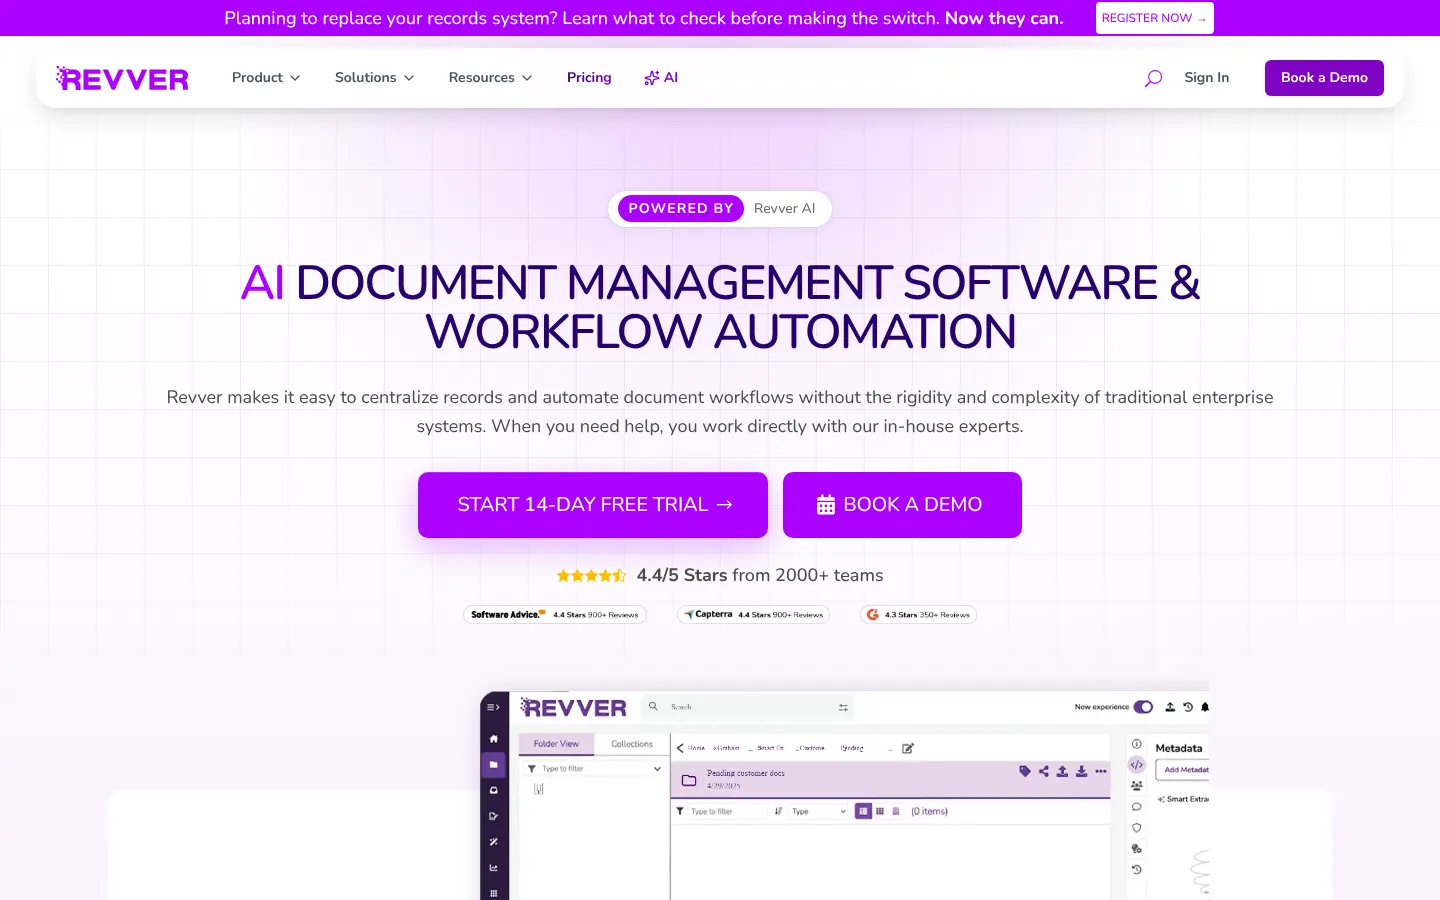 Planning to replace your records system? Learn what to check before making the switch. Now they can.
REGISTER NOW →
REVVER
Product
Solutions
Resources
Pricing
AI
Sign In
Book a Demo
POWERED BY Revver AI
AI DOCUMENT MANAGEMENT SOFTWARE &
WORKFLOW AUTOMATION
Revver makes it easy to centralize records and automate document workflows without the rigidity and complexity of traditional enterprise
systems. When you need help, you work directly with our in-house experts.
START 14-DAY FREE TRIAL →
BOOK A DEMO
4.4/5 Stars from 2000+ teams
Software Advice. 4.4 Stars 900+ Reviews
Capterra 4.4 Stars 900+ Reviews
4.3 Stars 350+ Reviews
REVVER
Search
New experience
Folder View
Collections
Home
Graham
Pending
Metadata
Type to filter
Pending customer docs
4/29/2025
Add Metadat
Type to filter
Type
(0 items)
Smart Extra